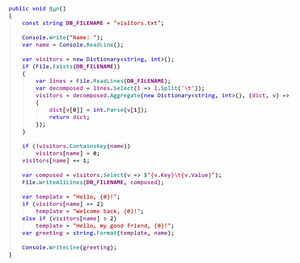 public void Run()
{
const string DB_FILENAME = "visitors.txt";
Console.Write("Name: ");
var name = Console.ReadLine();
var visitors = new Dictionary<string, int>();
if (File.Exists(DB_FILENAME))
{
var lines = File.ReadLines(DB_FILENAME);
var decomposed = lines.Select(l => l.Split('\t'));
visitors = decomposed.Aggregate(new Dictionary<string, int>(), (dict, v) =>
{
dict[v[0]] = int.Parse(v[1]);
return dict;
});
}
if (!visitors.ContainsKey(name))
visitors[name] = 0;
visitors[name] += 1;
var composed = visitors.Select(v => $"{v.Key}\t{v.Value}");
File.WriteAllLines(DB_FILENAME, composed);
var template = "Hello, {0}!";
if (visitors[name] == 2)
template = "Welcome back, {0}!";
else if (visitors[name] > 2)
template = "Hello, my good friend, {0}!";
var greeting = string.Format(template, name);
Console.WriteLine(greeting);
}